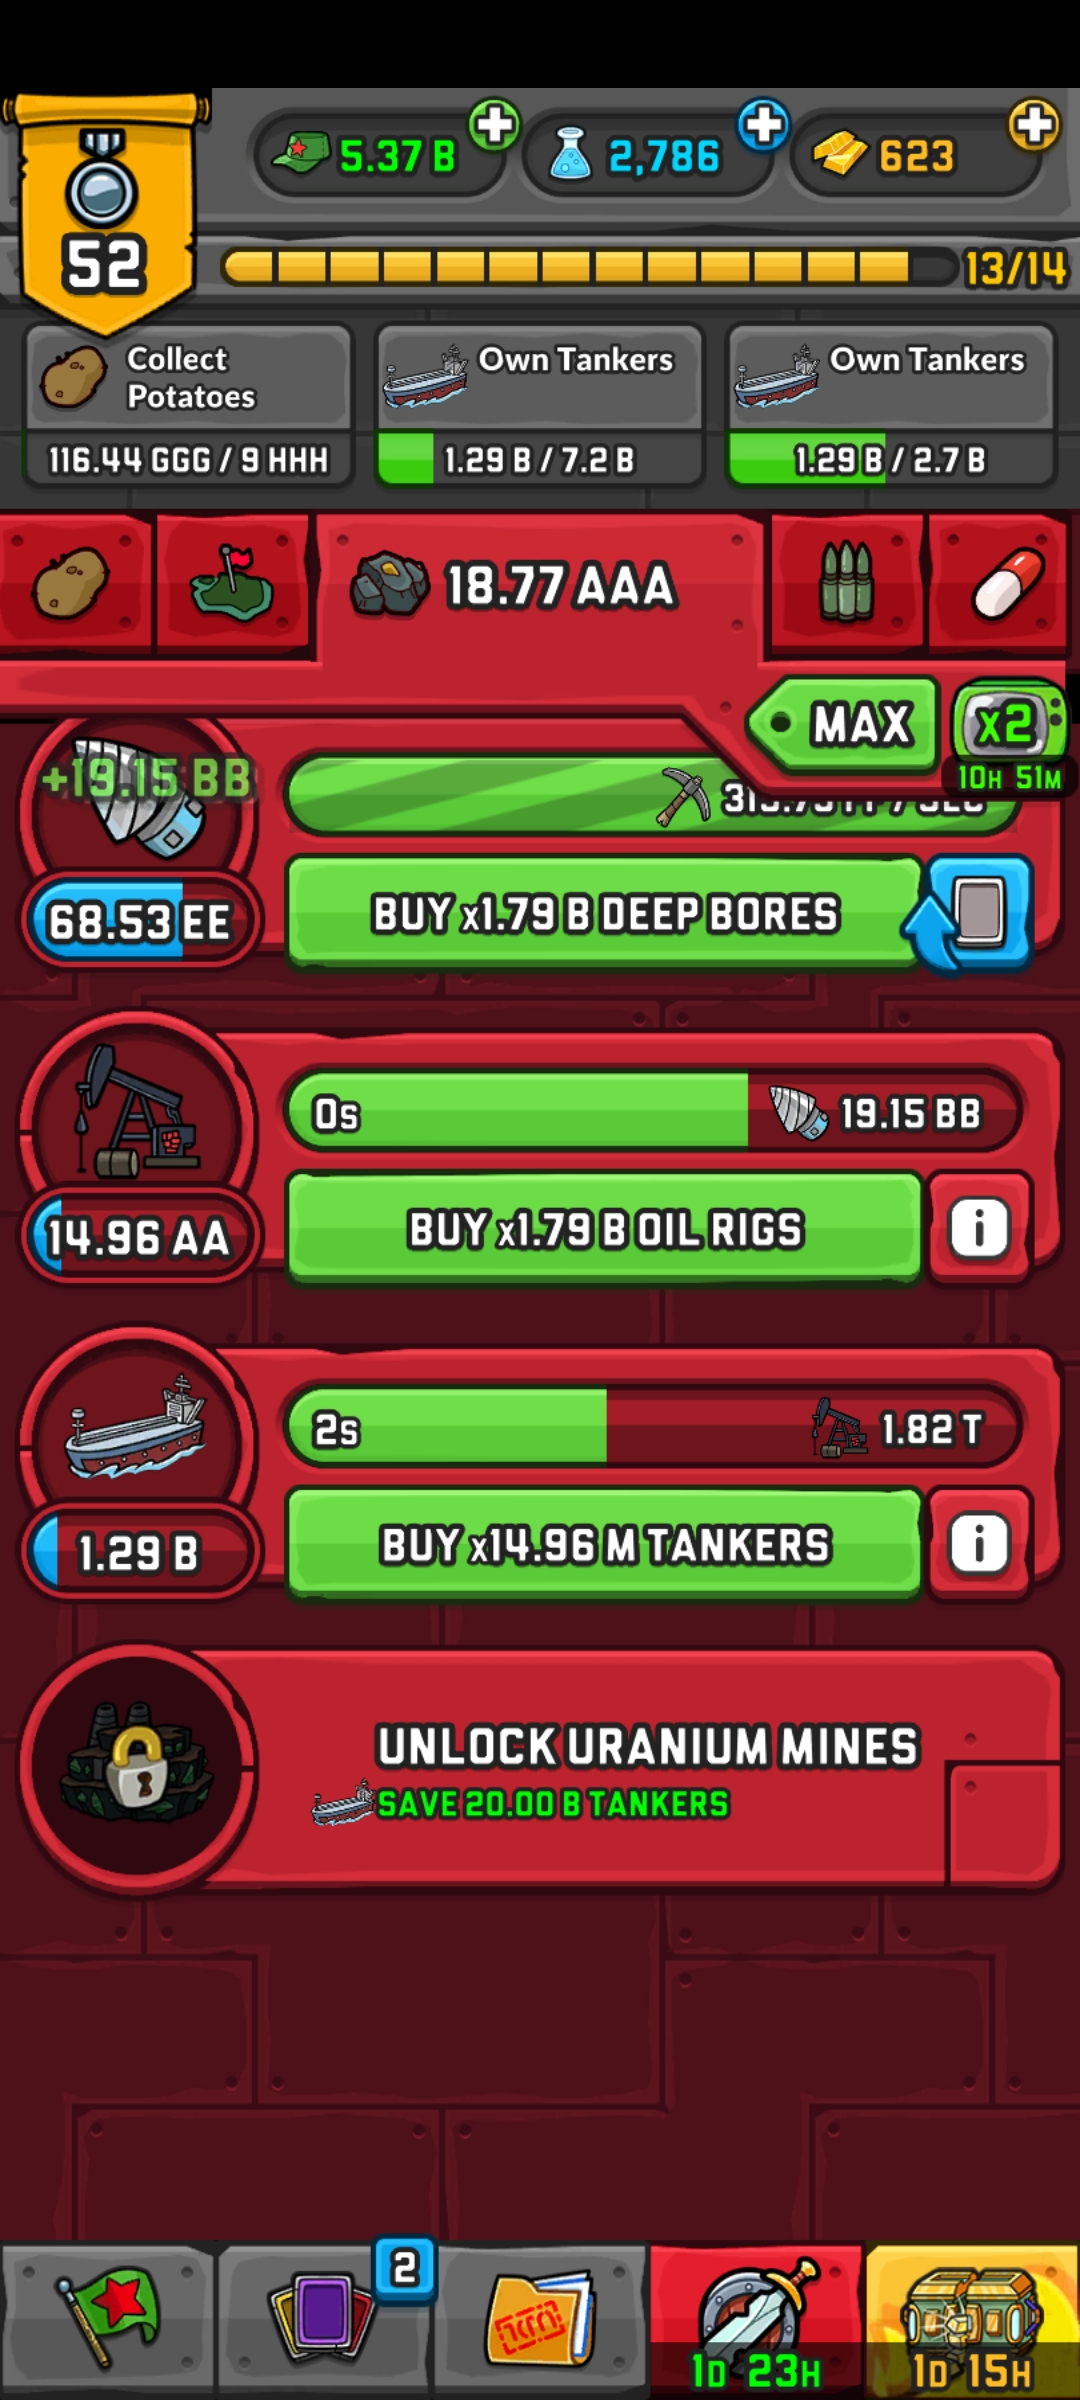 52
5.37 B
2,786
623
13/14
Collect
Potatoes
116.44 GGG / 9 HHH
Own Tankers
1.29 B / 7.2 B
Own Tankers
1.29 B / 2.7 B
18.77 AAA
MAX
x2
10H 51M
+19.15 BB
/ SEC
68.53 EE
BUY x1.79 B DEEP BORES
0s
19.15 BB
14.96 AA
BUY x1.79 B OIL RIGS
i
2s
1.82 T
1.29 B
BUY x14.96 M TANKERS
i
UNLOCK URANIUM MINES
SAVE 20.00 B TANKERS
2
1D 23H
1D 15H